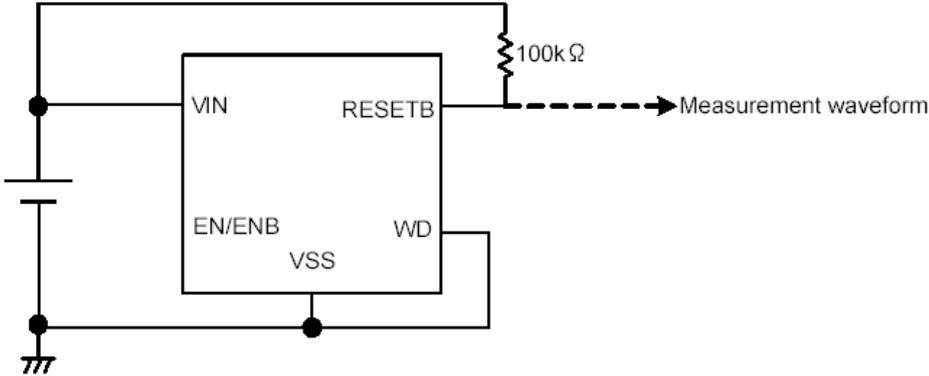 100kΩ
VIN
RESETB
Measurement waveform
EN/ENB
WD
VSS